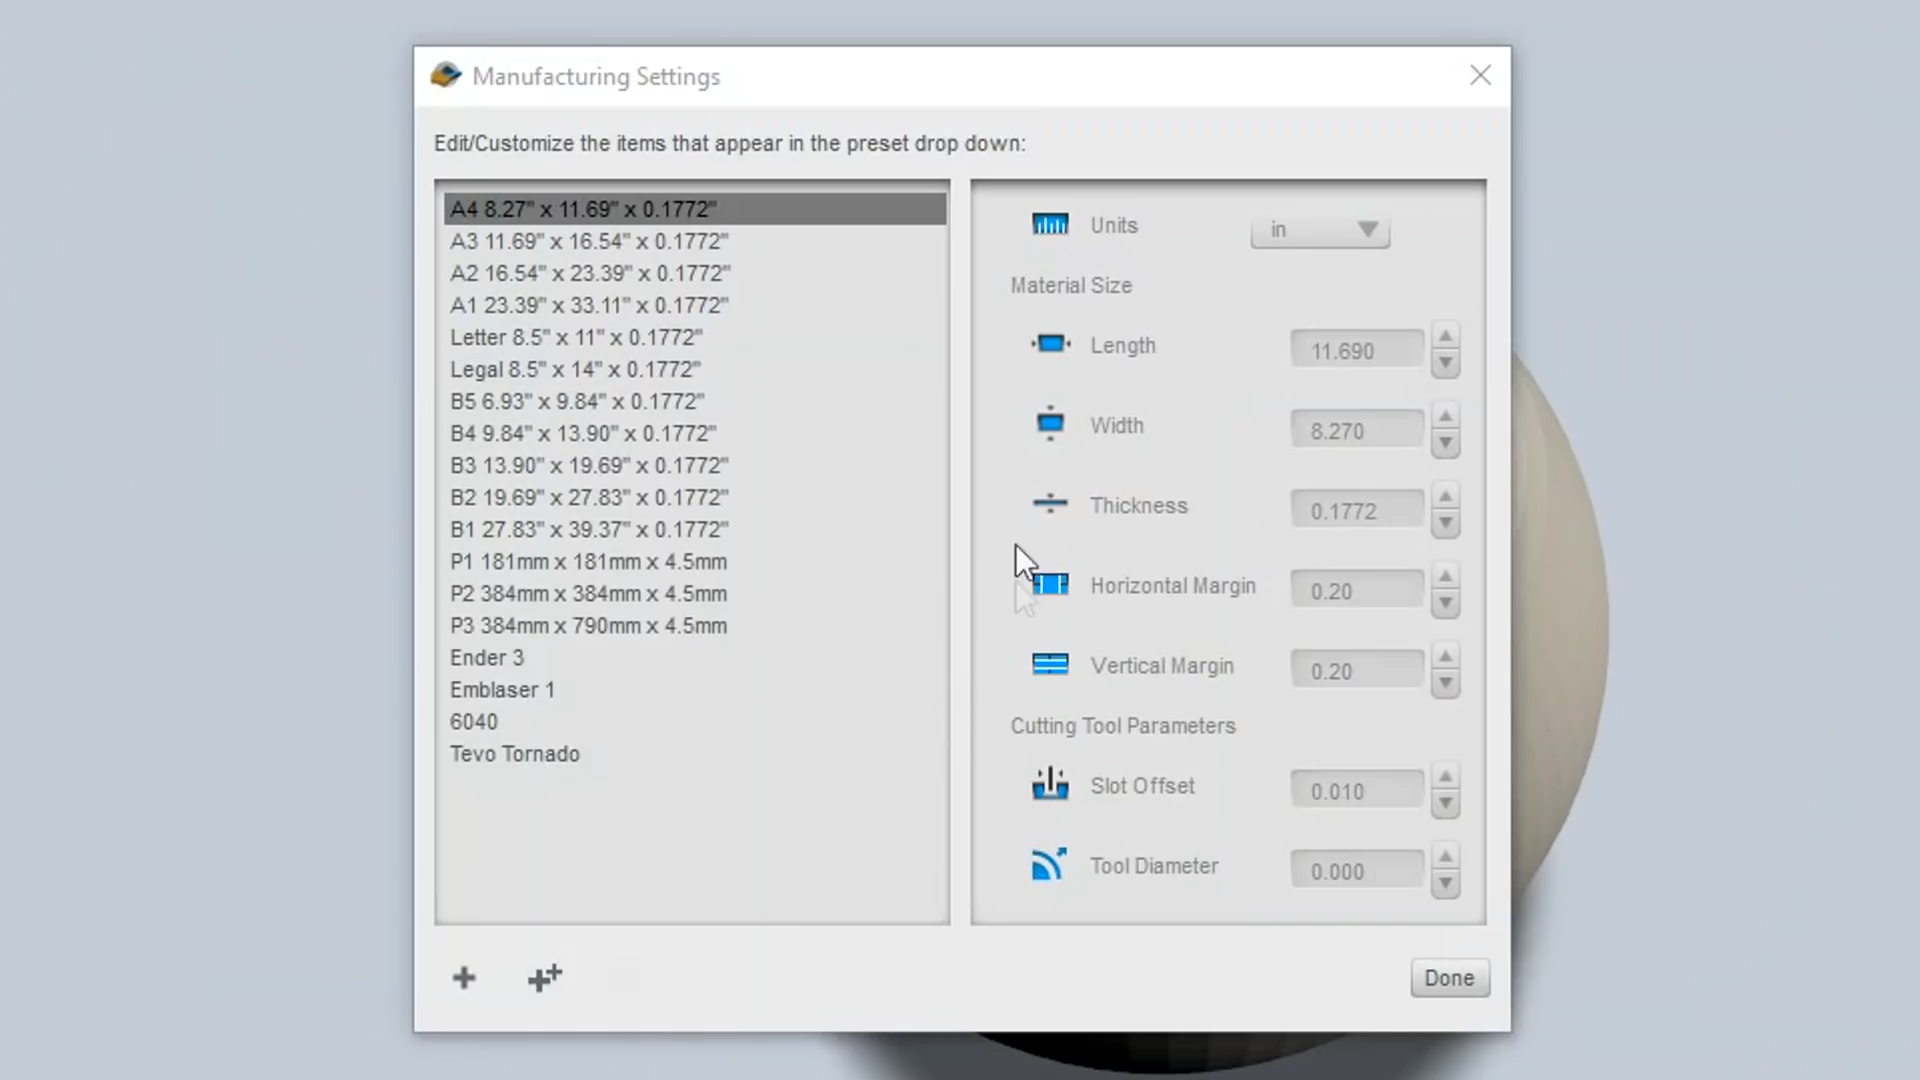 Manufacturing Settings
Edit/Customize the items that appear in the preset drop down:
A4 8.27" x 11.69" x 0.1772"
A3 11.69" x 16.54" x 0.1772"
A2 16.54" x 23.39" x 0.1772"
A1 23.39" x 33.11" x 0.1772"
Letter 8.5" x 11" x 0.1772"
Legal 8.5" x 14" x 0.1772"
B5 6.93" x 9.84" x 0.1772"
B4 9.84" x 13.90" x 0.1772"
B3 13.90" x 19.69" x 0.1772"
B2 19.69" x 27.83" x 0.1772"
B1 27.83" x 39.37" x 0.1772"
P1 181mm x 181mm x 4.5mm
P2 384mm x 384mm x 4.5mm
P3 384mm x 790mm x 4.5mm
Ender 3
Emblaser 1
6040
Tevo Tornado
Units in
Material Size
Length 11.690
Width 8.270
Thickness 0.1772
Horizontal Margin 0.20
Vertical Margin 0.20
Cutting Tool Parameters
Slot Offset 0.010
Tool Diameter 0.000
Done